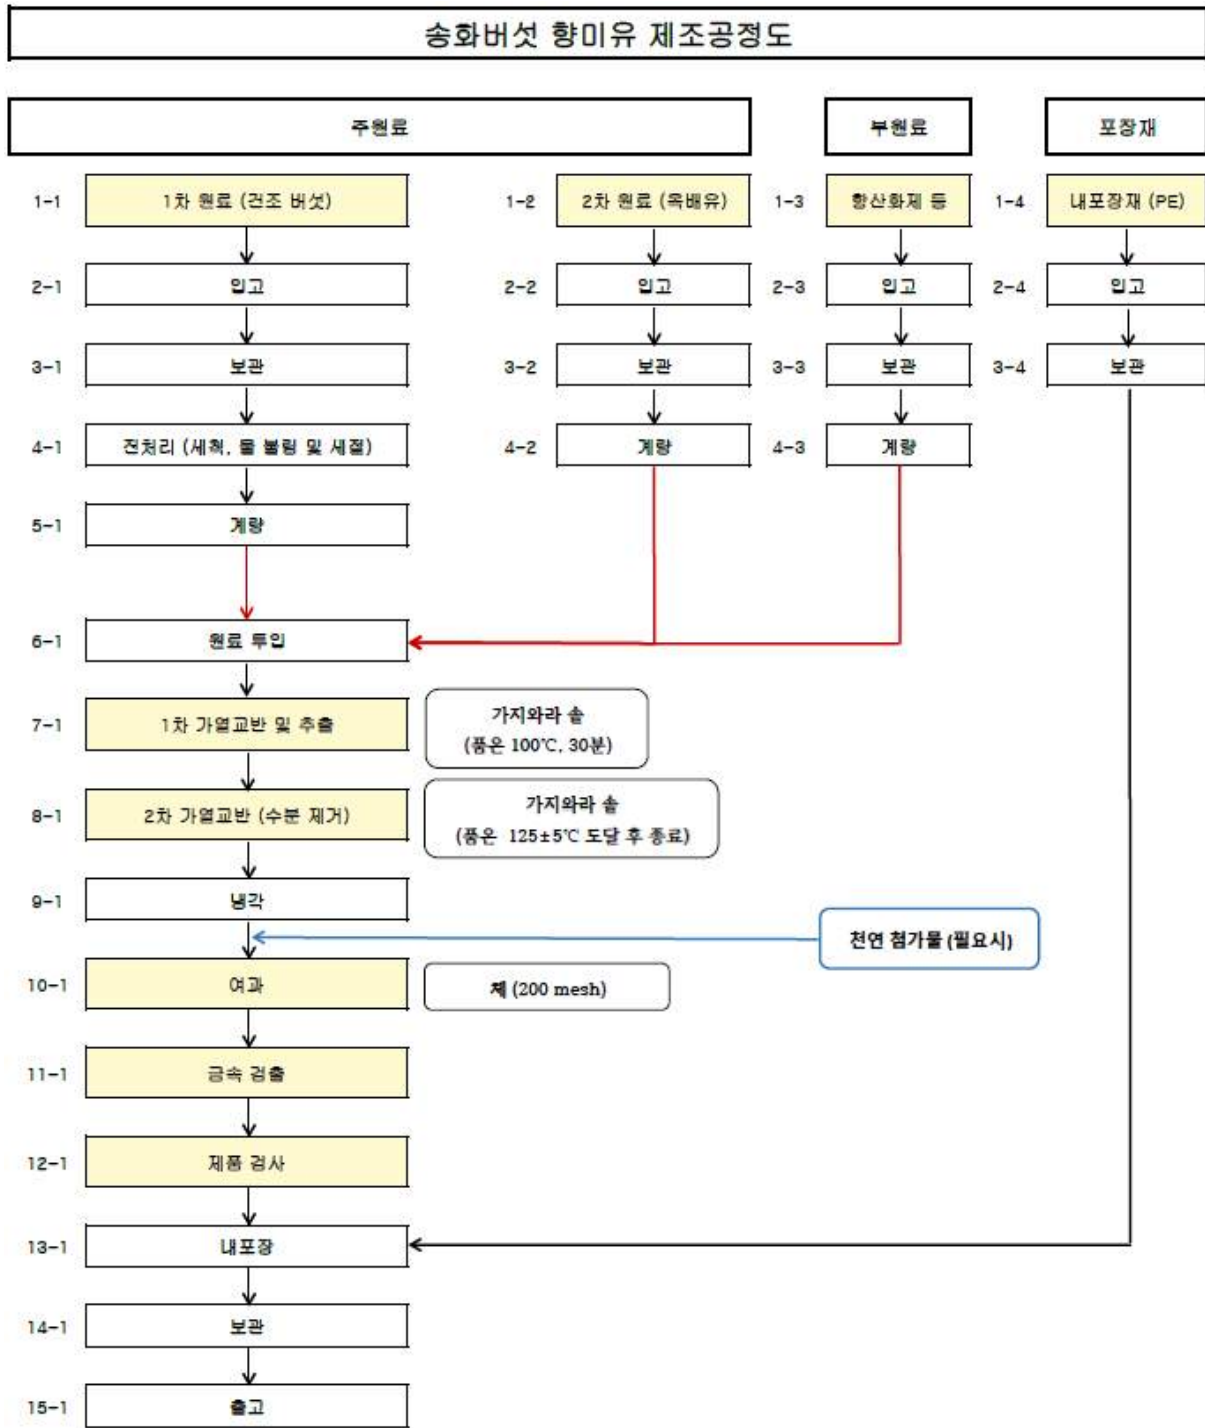 송화버섯 향미유 제조공정도
주원료 부원료 포장재
1-1 1차 원료 (건조 버섯) 1-2 2차 원료 (옥배유) 1-3 항산화제 등 1-4 내포장재 (PE)
2-1 입고 2-2 입고 2-3 입고 2-4 입고
3-1 보관 3-2 보관 3-3 보관 3-4 보관
4-1 전처리 (세척, 물 불림 및 세절) 4-2 계량 4-3 계량
5-1 계량
6-1 원료 투입
가지와라 솥
7-1 1차 가열교반 및 추출
(품온 100℃, 30분)
가지와라 솥
8-1 2차 가열교반 (수분 제거)
(품온 125±5℃ 도달 후 종료)
9-1 냉각
천연 첨가물 (필요시)
10-1 여과 체 (200 mesh)
11-1 금속 검출
12-1 제품 검사
13-1 내포장
14-1 보관
15-1 출고